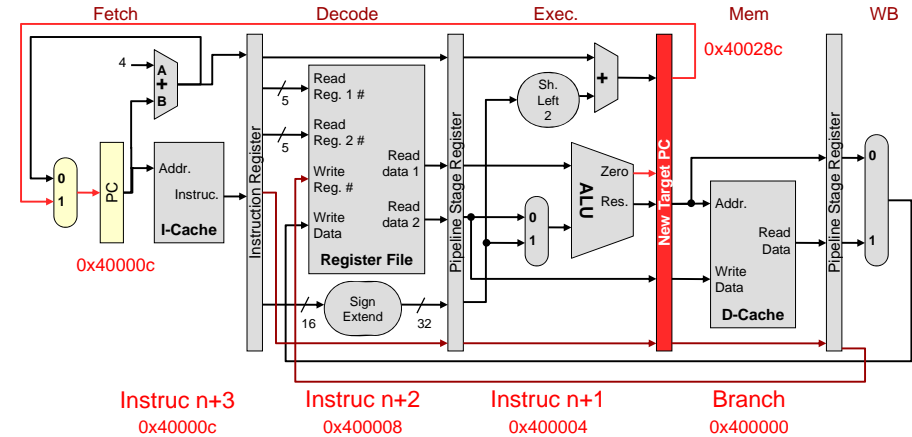 Fetch
Decode
Exec.
Mem
WB
0x40028c
4
A
+
B
5
Read
Reg. 1 #
Sh.
Left
2
+
5
Read
Reg. 2 #
0
1
PC
Addr.
Instruc.
I-Cache
Instruction Register
Write
Reg. #
Write
Data
Read
data 1
Read
data 2
Register File
Pipeline Stage Register
0
1
ALU
Zero
Res.
New Target PC
Addr.
Read
Data
Write
Data
D-Cache
Pipeline Stage Register
0
1
0x40000c
16
Sign
Extend
32
Instruc n+3
0x40000c
Instruc n+2
0x400008
Instruc n+1
0x400004
Branch
0x400000